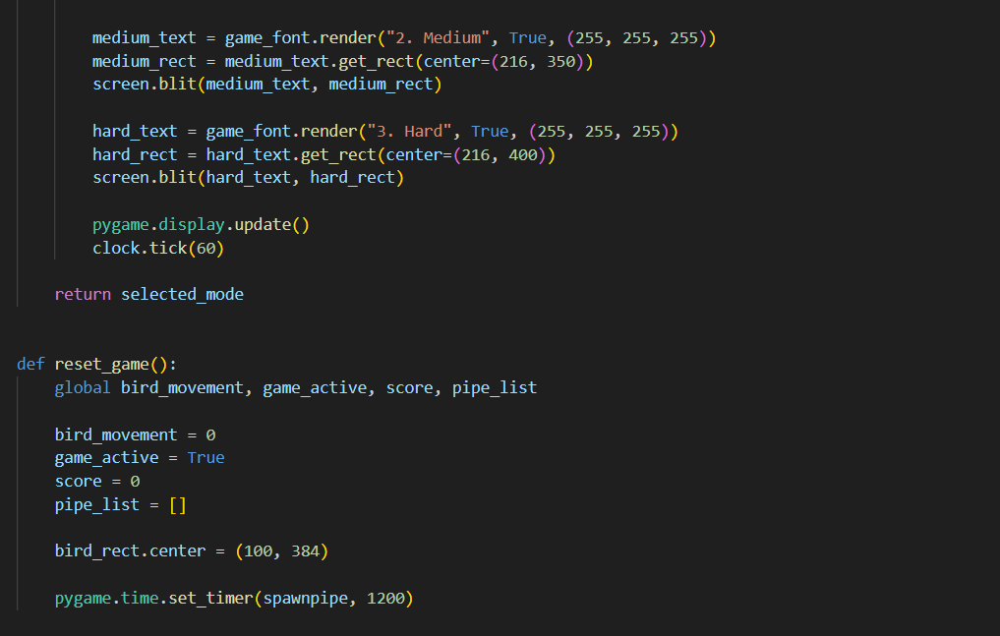 medium_text = game_font.render("2. Medium", True, (255, 255, 255))
medium_rect = medium_text.get_rect(center=(216, 350))
screen.blit(medium_text, medium_rect)
hard_text = game_font.render("3. Hard", True, (255, 255, 255))
hard_rect = hard_text.get_rect(center=(216, 400))
screen.blit(hard_text, hard_rect)
pygame.display.update()
clock.tick(60)
return selected_mode
def reset_game():
global bird_movement, game_active, score, pipe_list
bird_movement = 0
game_active = True
score = 0
pipe_list = []
bird_rect.center = (100, 384)
pygame.time.set_timer(spawnpipe, 1200)